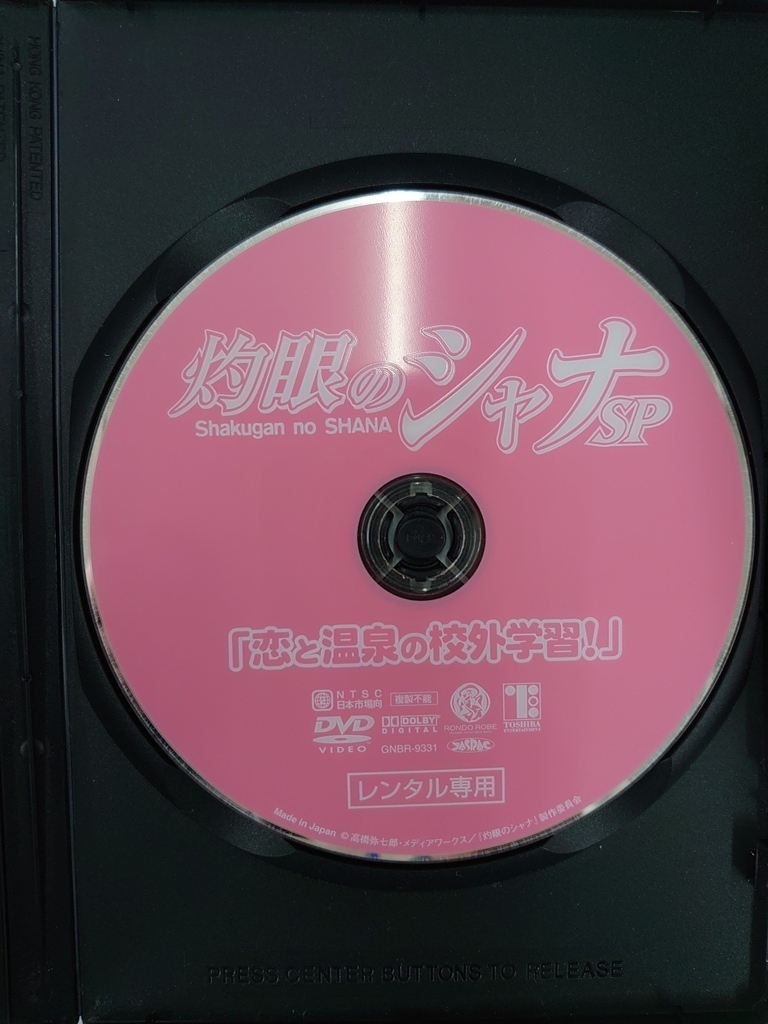 HONG KONG PATENTED
灼眼のシャナSP
Shakugan no SHANA
「恋と温泉の校外学習!」
NTSC
日本市場向
複製不能
DVD
VIDEO
DOLBY
DIGITAL
RONDO ROBE
TOSHIBA
ENTERTAINMENT
GNBR-9331
JASRAC
レンタル専用
Made in Japan © 高橋弥七郎・メディアワークス/『灼眼のシャナ』製作委員会
PRESS CENTER BUTTONS TO RELEASE